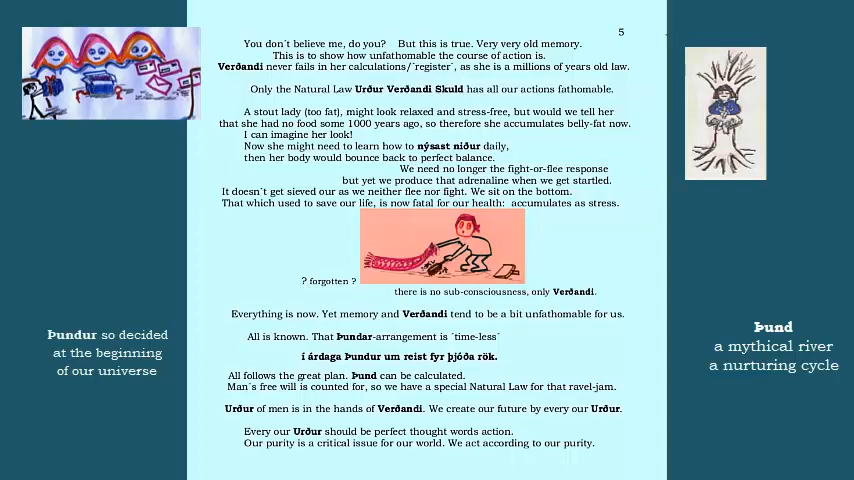 5
You don´t believe me, do you? But this is true. Very very old memory.
This is to show how unfathomable the course of action is.
Verðandi never fails in her calculations/´register´, as she is a millions of years old law.
Only the Natural Law Urður Verðandi Skuld has all our actions fathomable.
A stout lady (too fat), might look relaxed and stress-free, but would we tell her
that she had no food some 1000 years ago, so therefore she accumulates belly-fat now.
I can imagine her look!
Now she might need to learn how to nýsast niður daily,
then her body would bounce back to perfect balance.
We need no longer the fight-or-flee response
but yet we produce that adrenaline when we get startled.
It doesn´t get sieved our as we neither flee nor fight. We sit on the bottom.
That which used to save our life, is now fatal for our health: accumulates as stress.
? forgotten ?
there is no sub-consciousness, only Verðandi.
Everything is now. Yet memory and Verðandi tend to be a bit unfathomable for us.
All is known. That Þundar-arrangement is ´time-less´
í árdaga Þundur um reist fyr þjóða rök.
All follows the great plan. Þund can be calculated.
Man´s free will is counted for, so we have a special Natural Law for that ravel-jam.
Urður of men is in the hands of Verðandi. We create our future by every our Urður.
Every our Urður should be perfect thought words action.
Our purity is a critical issue for our world. We act according to our purity.
Þundur so decided
at the beginning
of our universe
Þund
a mythical river
a nurturing cycle